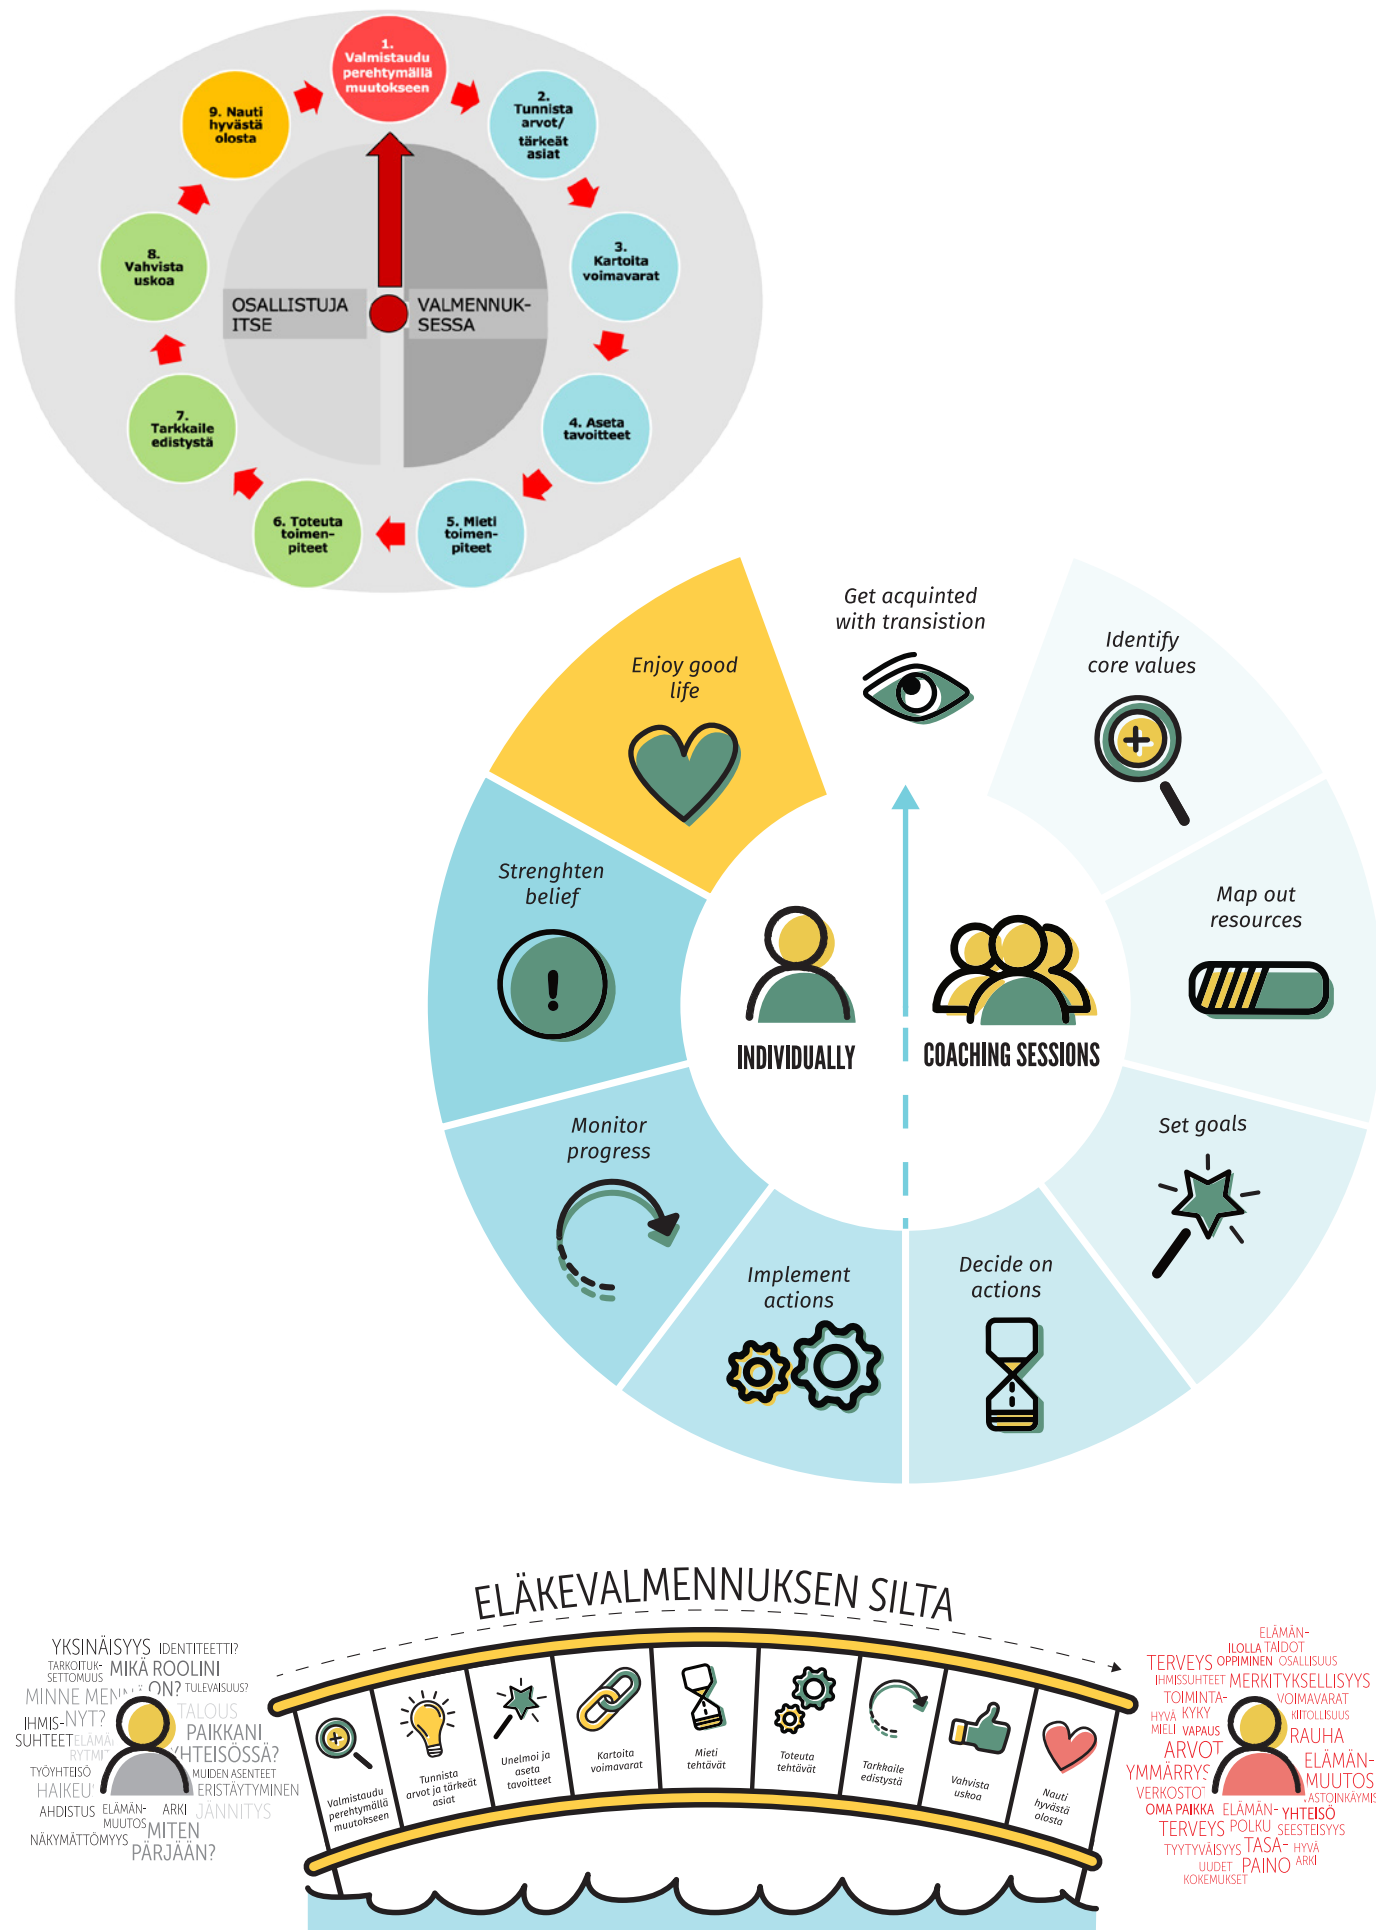 1.
Valmistaudu
perehtymällä
muutokseen
2.
Tunnista
arvot/
tärkeät
asiat
3.
Kartoita
voimavarat
4. Aseta
tavoitteet
5. Mieti
toimen-
piteet
6. Toteuta
toimen-
piteet
7.
Tarkkaile
edistystä
8.
Vahvista
uskoa
9. Nauti
hyvästä
olosta
OSALLISTUJA
ITSE
VALMENNUK-
SESSA
Get acquinted
with transistion
Identify
core values
Map out
resources
Set goals
Decide on
actions
Implement
actions
Monitor
progress
Strenghten
belief
Enjoy good
life
INDIVIDUALLY
COACHING SESSIONS
ELÄKEVALMENNUKSEN SILTA
YKSINÄISYYS IDENTITEETTI?
TARKOITUK-
SETTOMUUS
MIKÄ ROOLINI
ON? TULEVAISUUS?
MINNE
NYT?
TALOUS
IHMIS-
SUHTEET
PAIKKANI
YHTEISÖSSÄ?
TYÖYHTEISÖ
MUIDEN ASENTEET
HAIKEU
ERISTÄYTYMINEN
AHDISTUS
ELÄMÄN-
MUUTOS
ARKI
JÄNNITYS
NÄKYMÄTTÖMYYS
MITEN
PÄRJÄÄN?
Valmistaudu
perehtymällä
muutokseen
Tunnista
arvot ja tärkeät
asiat
Unelmoi ja
aseta
tavoitteet
Kartoita
voimavarat
Mieti
tehtävät
Toteuta
tehtävät
Tarkkaile
edistystä
Vahvista
uskoa
Nauti
hyvästä
olosta
ELÄMÄN-
TAIDOT
ILOLLA
TERVEYS OPPIMINEN OSALLISUUS
IHMISSUHTEET MERKITYKSELLISYYS
TOIMINTA-
KYKY
VOIMAVARAT
HYVÄ
MIELI
VAPAUS
KIITOLLISUUS
RAUHA
ARVOT
ELÄMÄN-
MUUTOS
YMMÄRRYS
VERKOSTOT
OMA PAIKKA
ELÄMÄN-
POLKU
YHTEISÖ
TERVEYS
SEESTEISYYS
TYYTYVÄISYYS
TASA-
PAINO
HYVÄ
ARKI
UUDET
KOKEMUKSET